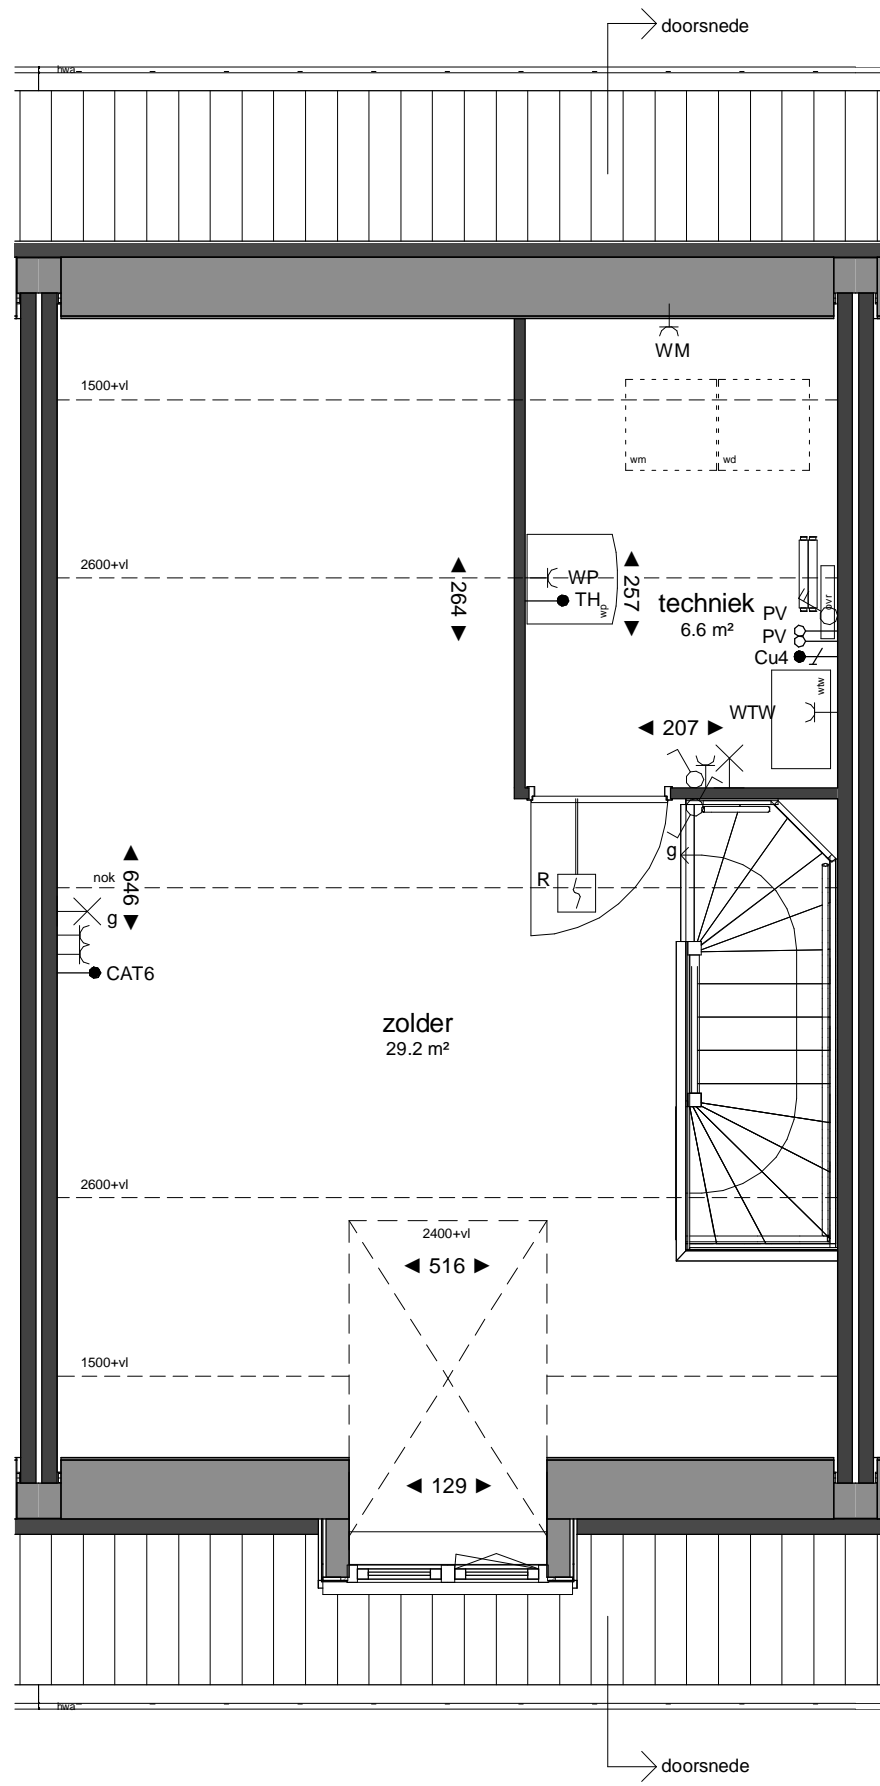 doorsnede
hwa
WM
1500+vl
wm
wd
2600+vl
264
WP
TH
wp
257
techniek
6.6 m²
ovr
PV
PV
Cu4
wtw
WTW
207
nok
646
g
g
R
CAT6
zolder
29.2 m²
2600+vl
2400+vl
516
1500+vl
129
hwa
doorsnede